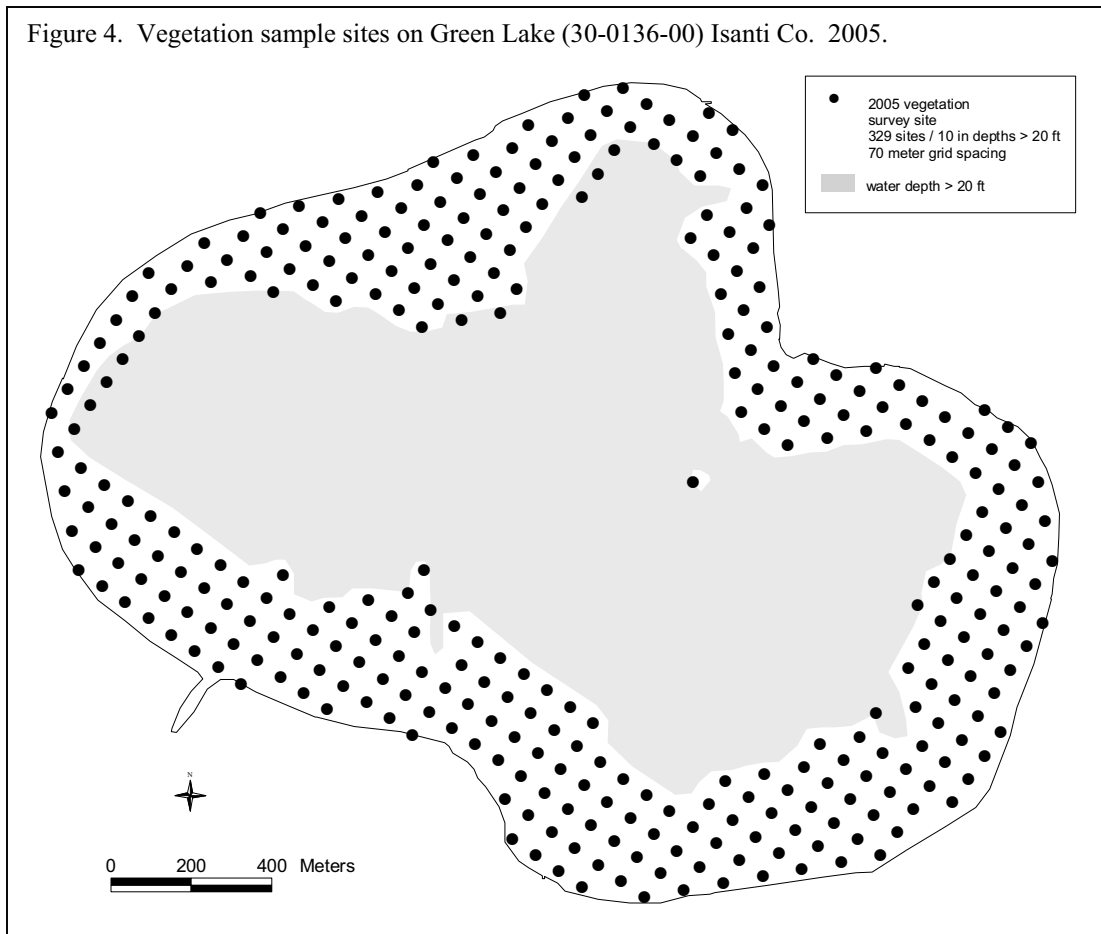 Figure 4. Vegetation sample sites on Green Lake (30-0136-00) Isanti Co. 2005.
2005 vegetation
survey site
329 sites / 10 in depths > 20 ft
70 meter grid spacing
water depth > 20 ft
N
0 200 400 Meters